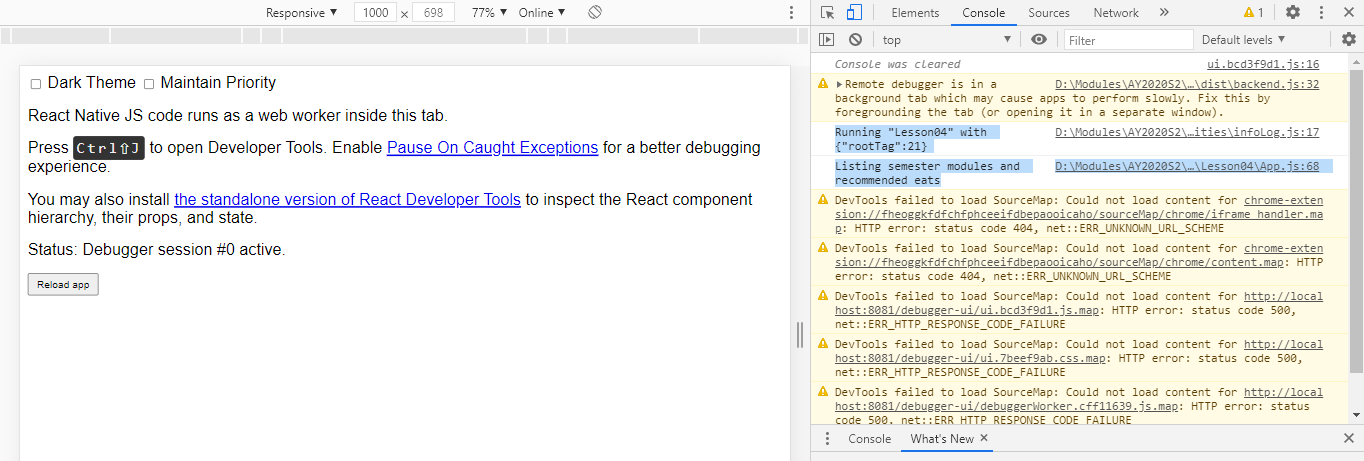 Responsive ▼ 1000 x 698 77% ▼ Online ▼
Dark Theme Maintain Priority
React Native JS code runs as a web worker inside this tab.
Press Ctrl⇧J to open Developer Tools. Enable Pause On Caught Exceptions for a better debugging
experience.
You may also install the standalone version of React Developer Tools to inspect the React component
hierarchy, their props, and state.
Status: Debugger session #0 active.
Reload app
Elements Console Sources Network » 1
top ▼ Filter Default levels ▼
Console was cleared ui.bcd3f9d1.js:16
Remote debugger is in a D:\Modules\AY2020S2\…\dist\backend.js:32
background tab which may cause apps to perform slowly. Fix this by
foregrounding the tab (or opening it in a separate window).
Running "Lesson04" with D:\Modules\AY2020S2\…ities\infoLog.js:17
{"rootTag":21}
Listing semester modules and D:\Modules\AY2020S2\…\Lesson04\App.js:68
recommended eats
DevTools failed to load SourceMap: Could not load content for chrome-exten
sion://fheoggkfdfchfphceeifdbepaooicaho/sourceMap/chrome/iframe_handler.ma
p: HTTP error: status code 404, net::ERR_UNKNOWN_URL_SCHEME
DevTools failed to load SourceMap: Could not load content for chrome-exten
sion://fheoggkfdfchfphceeifdbepaooicaho/sourceMap/chrome/content.map: HTTP
error: status code 404, net::ERR_UNKNOWN_URL_SCHEME
DevTools failed to load SourceMap: Could not load content for http://local
host:8081/debugger-ui/ui.bcd3f9d1.js.map: HTTP error: status code 500,
net::ERR_HTTP_RESPONSE_CODE_FAILURE
DevTools failed to load SourceMap: Could not load content for http://local
host:8081/debugger-ui/ui.7beef9ab.css.map: HTTP error: status code 500,
net::ERR_HTTP_RESPONSE_CODE_FAILURE
DevTools failed to load SourceMap: Could not load content for http://local
host:8081/debugger-ui/debuggerWorker.cff11639.js.map: HTTP error: status
code 500, net::ERR_HTTP_RESPONSE_CODE_FAILURE
Console What's New ×